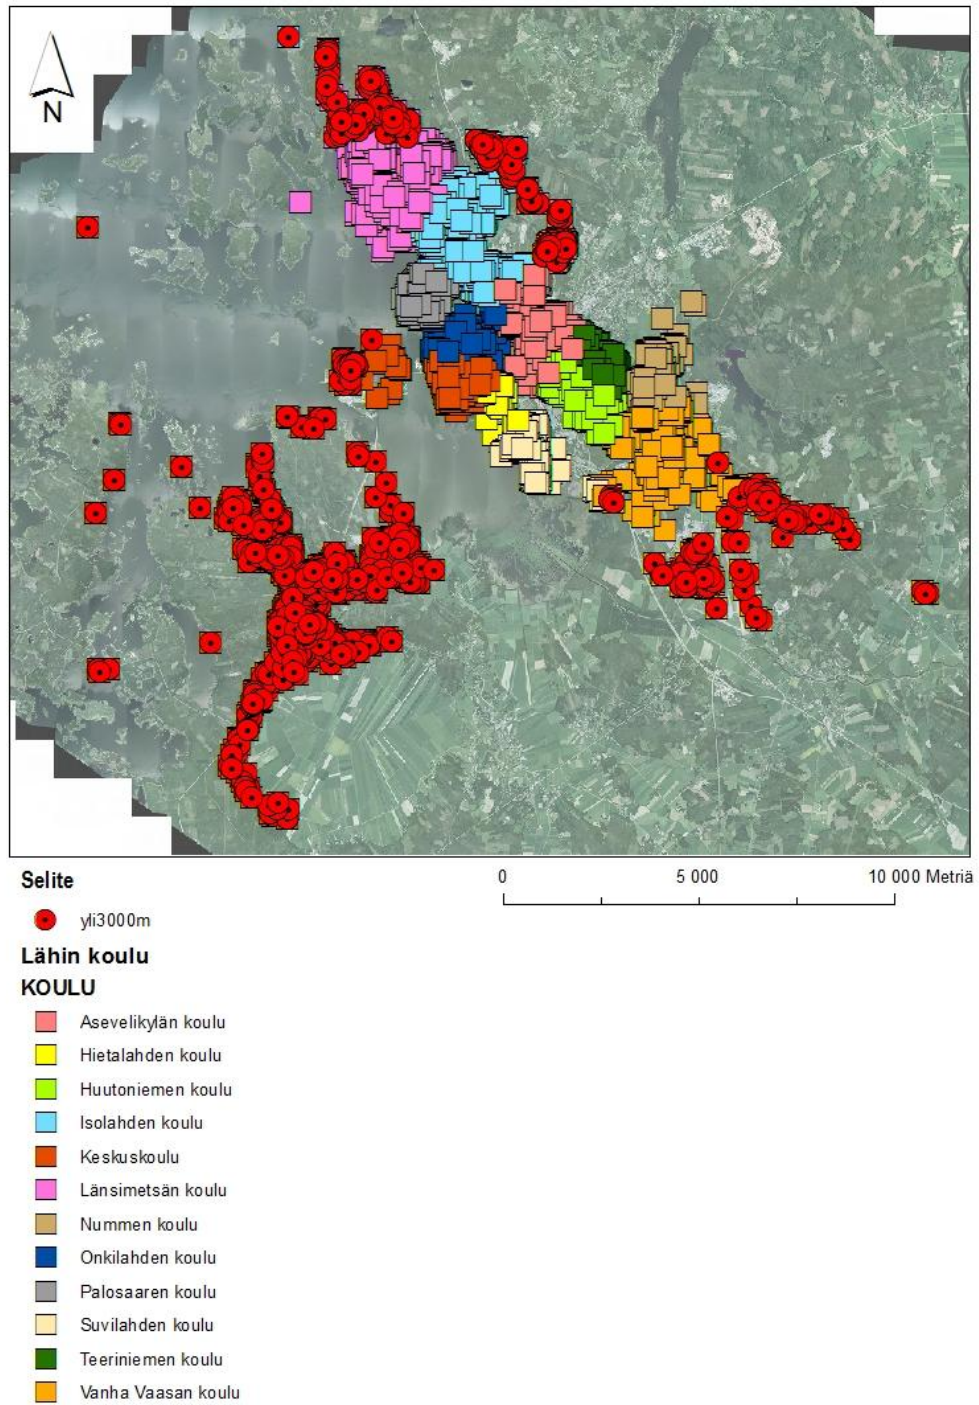 N
Selite
0 5 000 10 000 Metriä
yli3000m
Lähin koulu
KOULU
Asevelikylän koulu
Hietalahden koulu
Huutoniemen koulu
Isolahden koulu
Keskuskoulu
Länsimetsän koulu
Nummen koulu
Onkilahden koulu
Palosaaren koulu
Suvilahden koulu
Teeriniemen koulu
Vanha Vaasan koulu